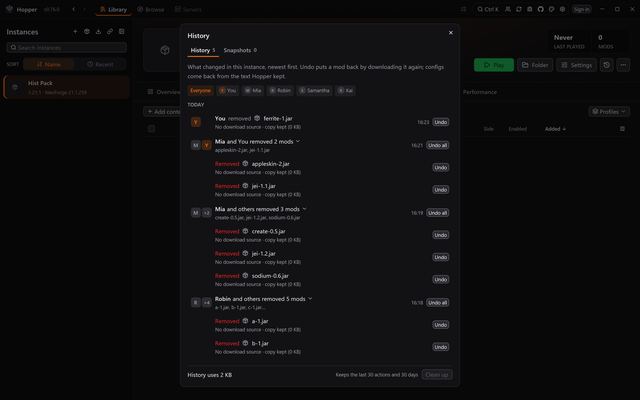 Hopper
Library
Browse
Servers
Ctrl K
Sign in
Instances
Search instances
SORT
Name
Recent
Hist Pack
Never
LAST PLAYED
0
MODS
Play
Folder
Settings
Overview
Performance
Add conte
Profiles
Side
Enabled
Added
History
History 5
Snapshots 0
What changed in this instance, newest first. Undo puts a mod back by downloading it again; configs
come from the text Hopper kept.
Everyone
Y You
M Mia
R Robin
S Samantha
K Kai
TODAY
Y
You removed ferrite-1.jar
16:23
Undo
No download source · copy kept (0 KB)
M Y
Mia and You removed 2 mods
16:21
Undo all
appleskin-2.jar, jei-1.1.jar
Removed appleskin-2.jar
Undo
No download source · copy kept (0 KB)
Removed jei-1.1.jar
Undo
No download source · copy kept (0 KB)
M +2
Mia and others removed 3 mods
16:19
Undo all
create-0.5.jar, jei-1.2.jar, sodium-0.6.jar
Removed create-0.5.jar
Undo
No download source · copy kept (0 KB)
Removed jei-1.2.jar
Undo
No download source · copy kept (0 KB)
Removed sodium-0.6.jar
Undo
No download source · copy kept (0 KB)
R +4
Robin and others removed 5 mods
16:18
Undo all
a-1.jar, b-1.jar, c-1.jar...
Removed a-1.jar
Undo
No download source · copy kept (0 KB)
Removed b-1.jar
Undo
No download source · copy kept (0 KB)
History uses 2 KB
Keeps the last 30 actions and 30 days
Clean up